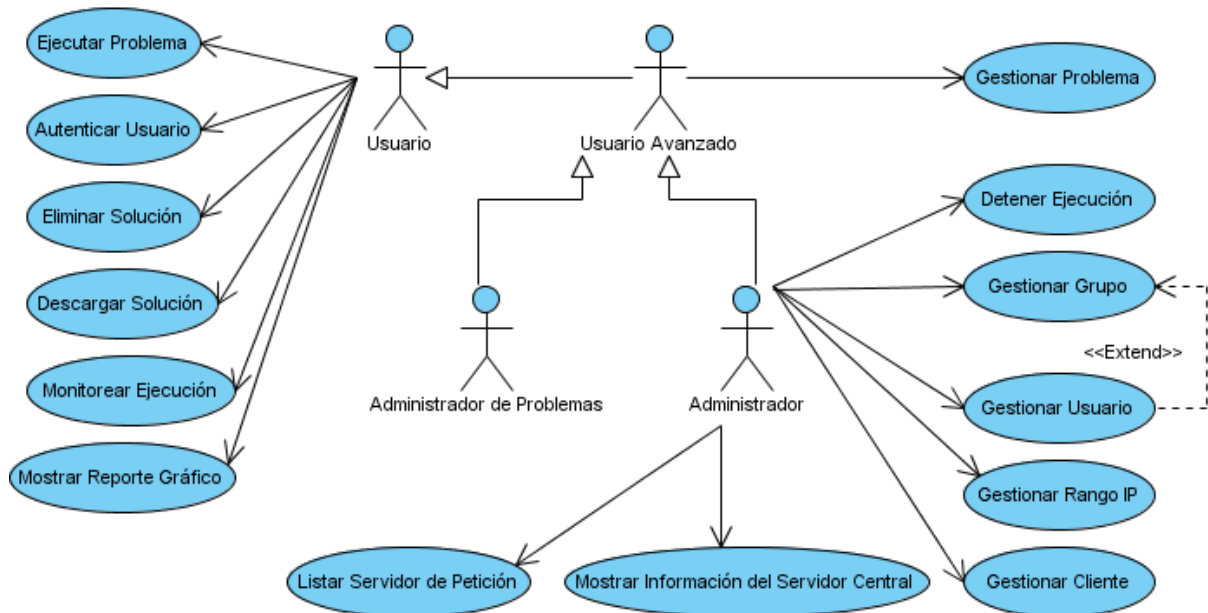 Ejecutar Problema
Autenticar Usuario
Eliminar Solución
Descargar Solución
Monitorear Ejecución
Mostrar Reporte Gráfico
Usuario
Usuario Avanzado
Gestionar Problema
Administrador de Problemas
Administrador
Detener Ejecución
Gestionar Grupo
<<Extend>>
Gestionar Usuario
Gestionar Rango IP
Gestionar Cliente
Listar Servidor de Petición
Mostrar Información del Servidor Central